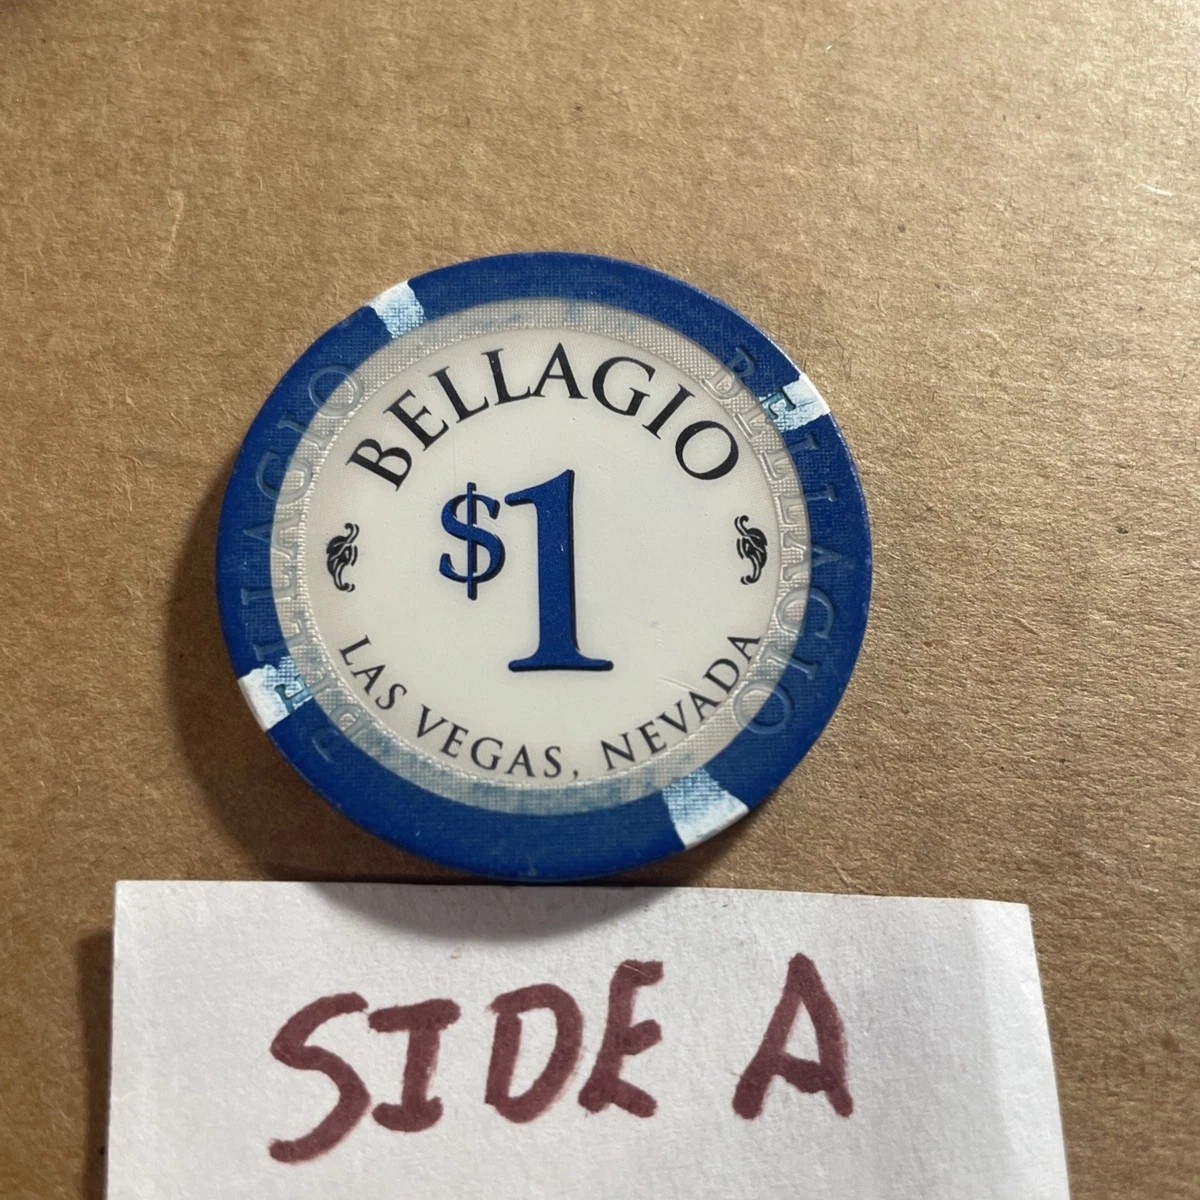 BELLAGIO
$1
LAS VEGAS, NEVADA
BELLAGIO
BELLAGIO
SIDE A